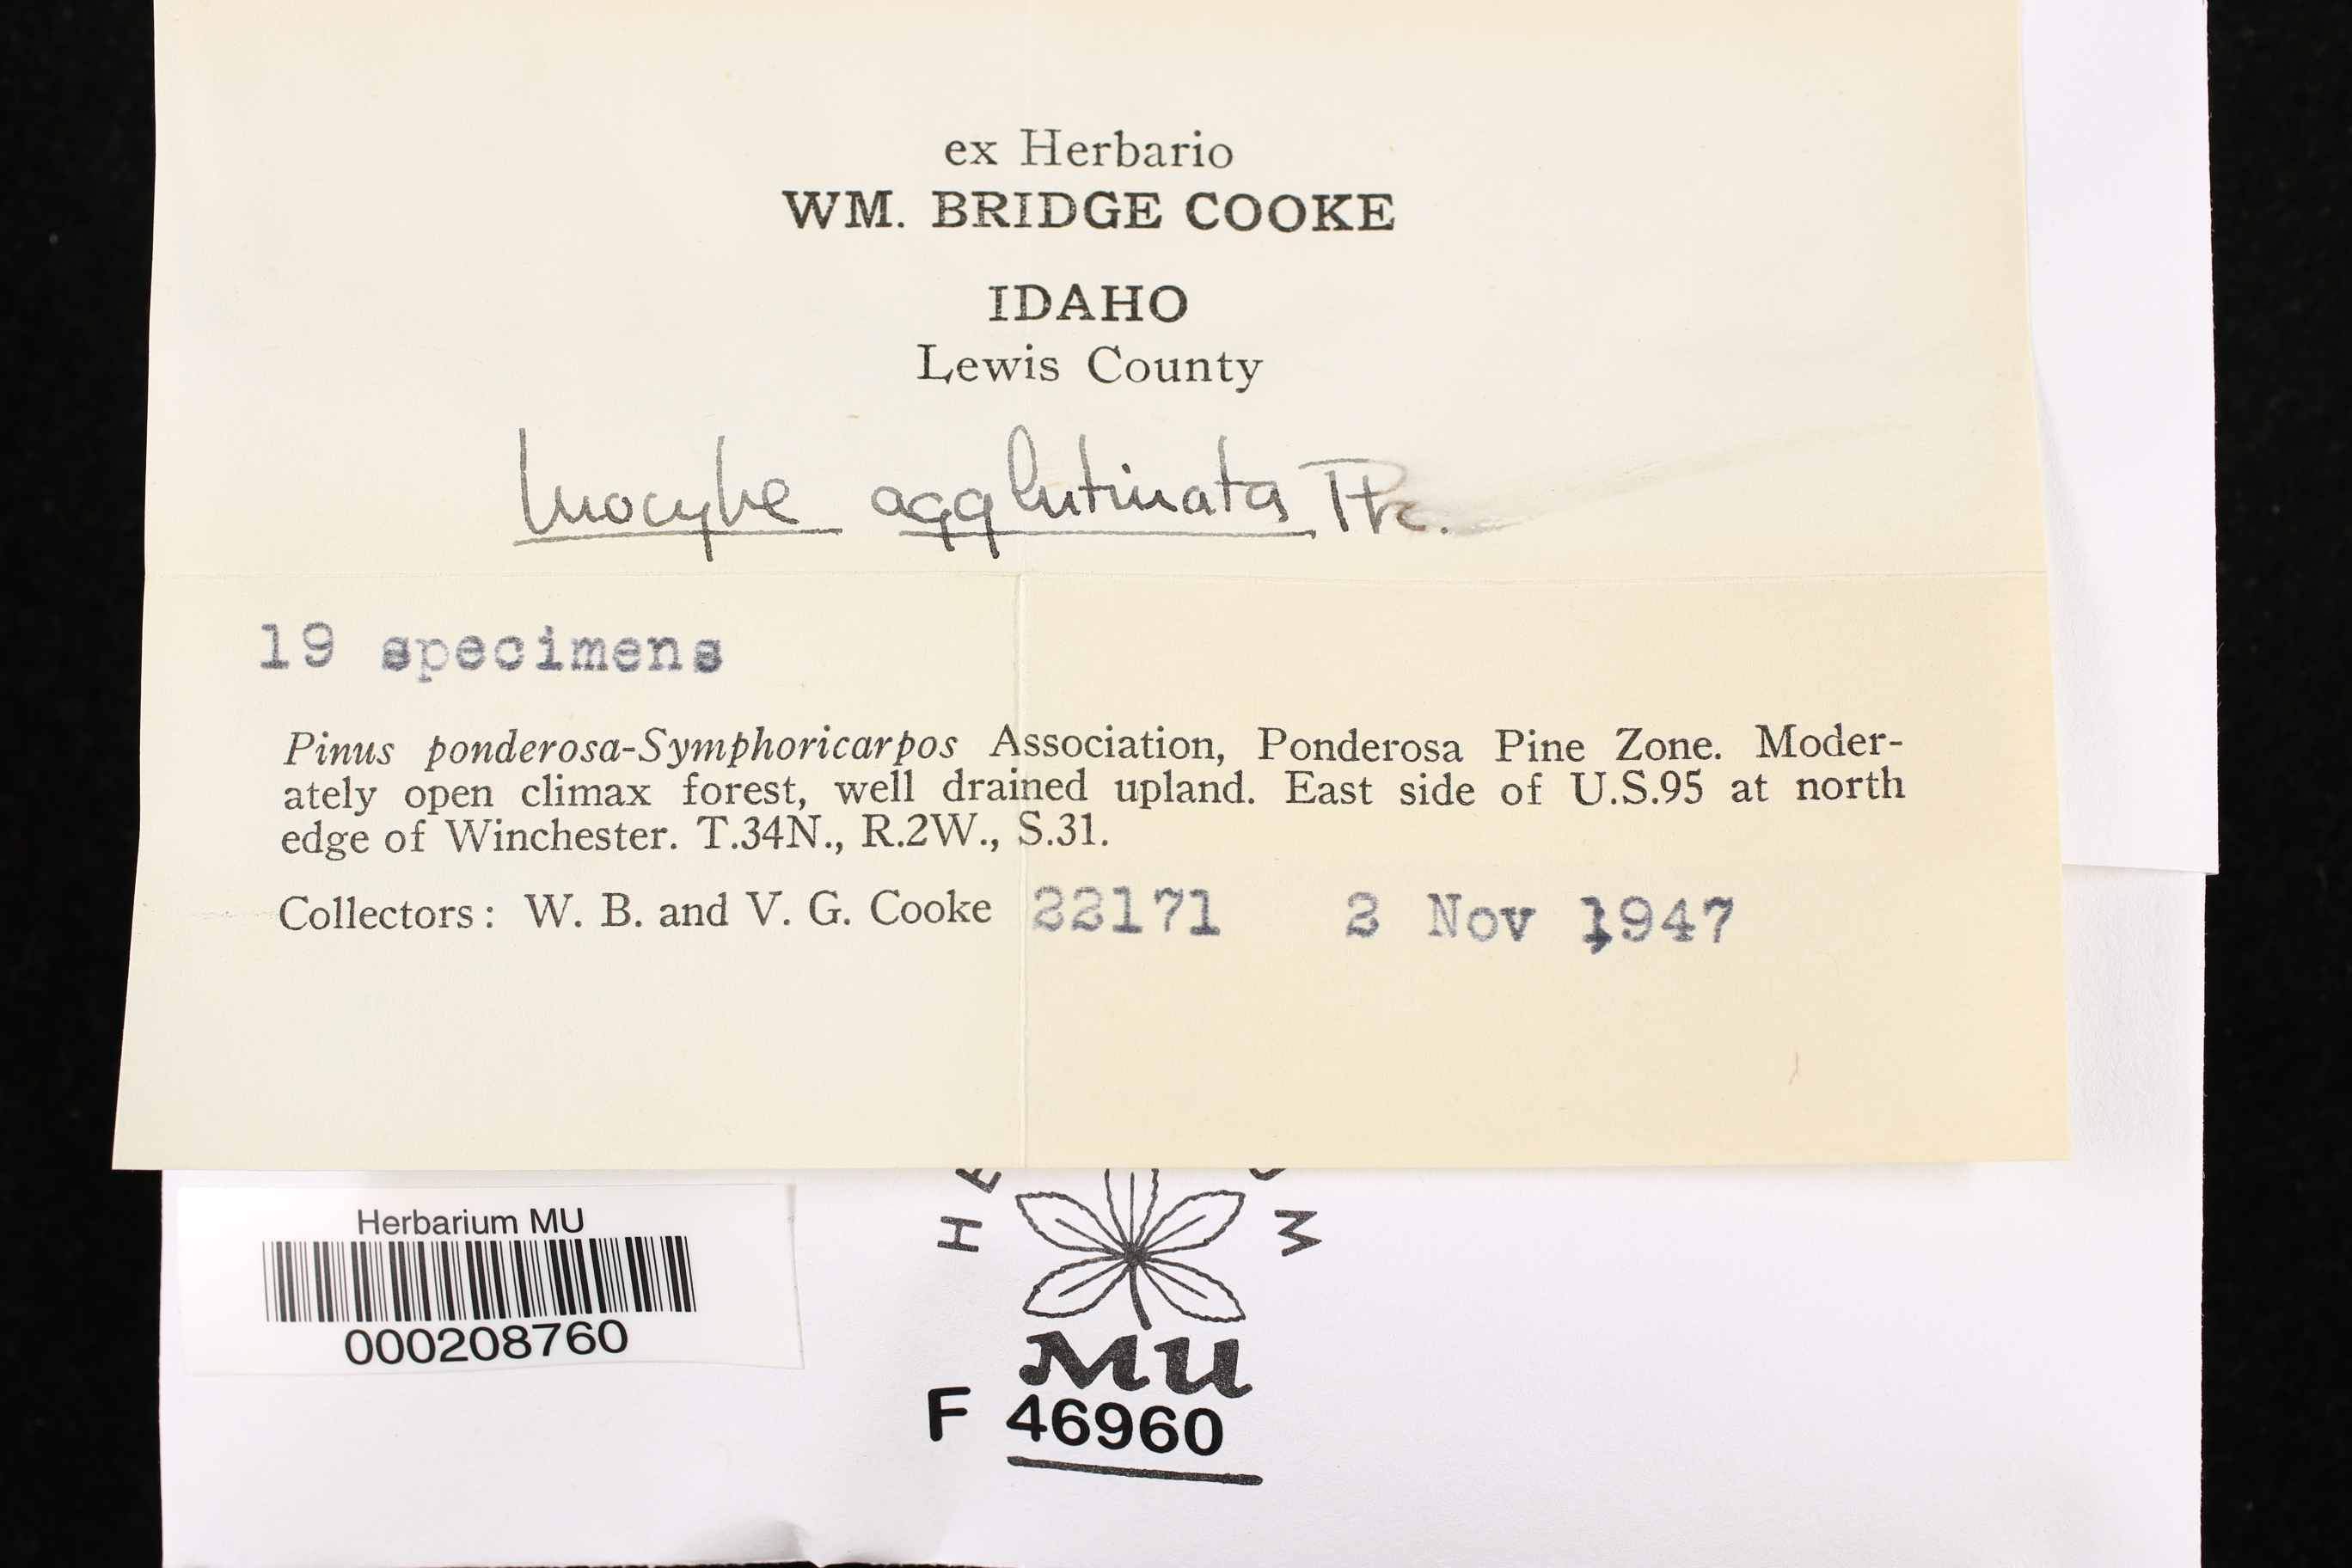 ex Herbario
WM. BRIDGE COOKE
IDAHO
Lewis County
Inocybe agglutinata Pk.
19 specimens
Pinus ponderosa-Symphoricarpos Association, Ponderosa Pine Zone. Moder-
ately open climax forest, well drained upland. East side of U.S.95 at north
edge of Winchester. T.34N., R.2W., S.31.
Collectors: W. B. and V. G. Cooke 22171 2 Nov 1947
Herbarium MU
000208760
MU
F 46960